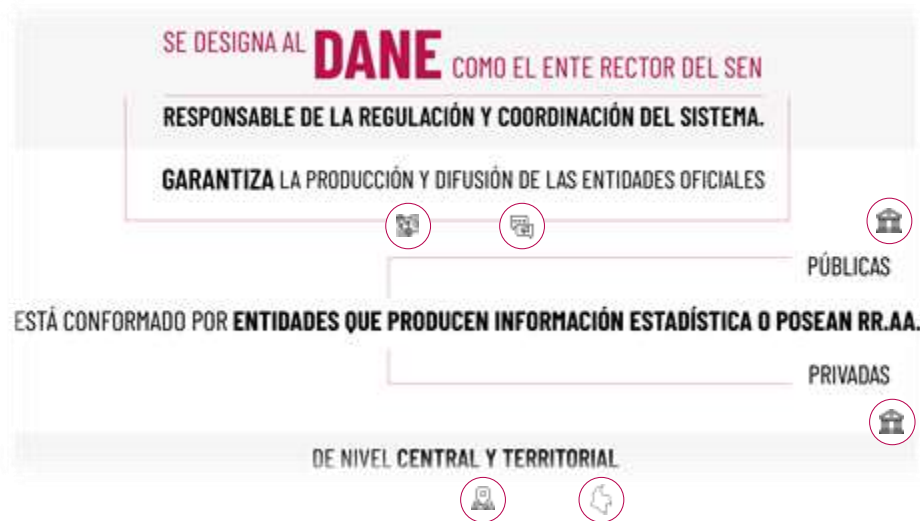 SE DESIGNA AL DANE COMO EL ENTE RECTOR DEL SEN
RESPONSABLE DE LA REGULACIÓN Y COORDINACIÓN DEL SISTEMA.
GARANTIZA LA PRODUCCIÓN Y DIFUSIÓN DE LAS ENTIDADES OFICIALES
PÚBLICAS
ESTÁ CONFORMADO POR ENTIDADES QUE PRODUCEN INFORMACIÓN ESTADÍSTICA O POSEAN RR.AA.
PRIVADAS
DE NIVEL CENTRAL Y TERRITORIAL